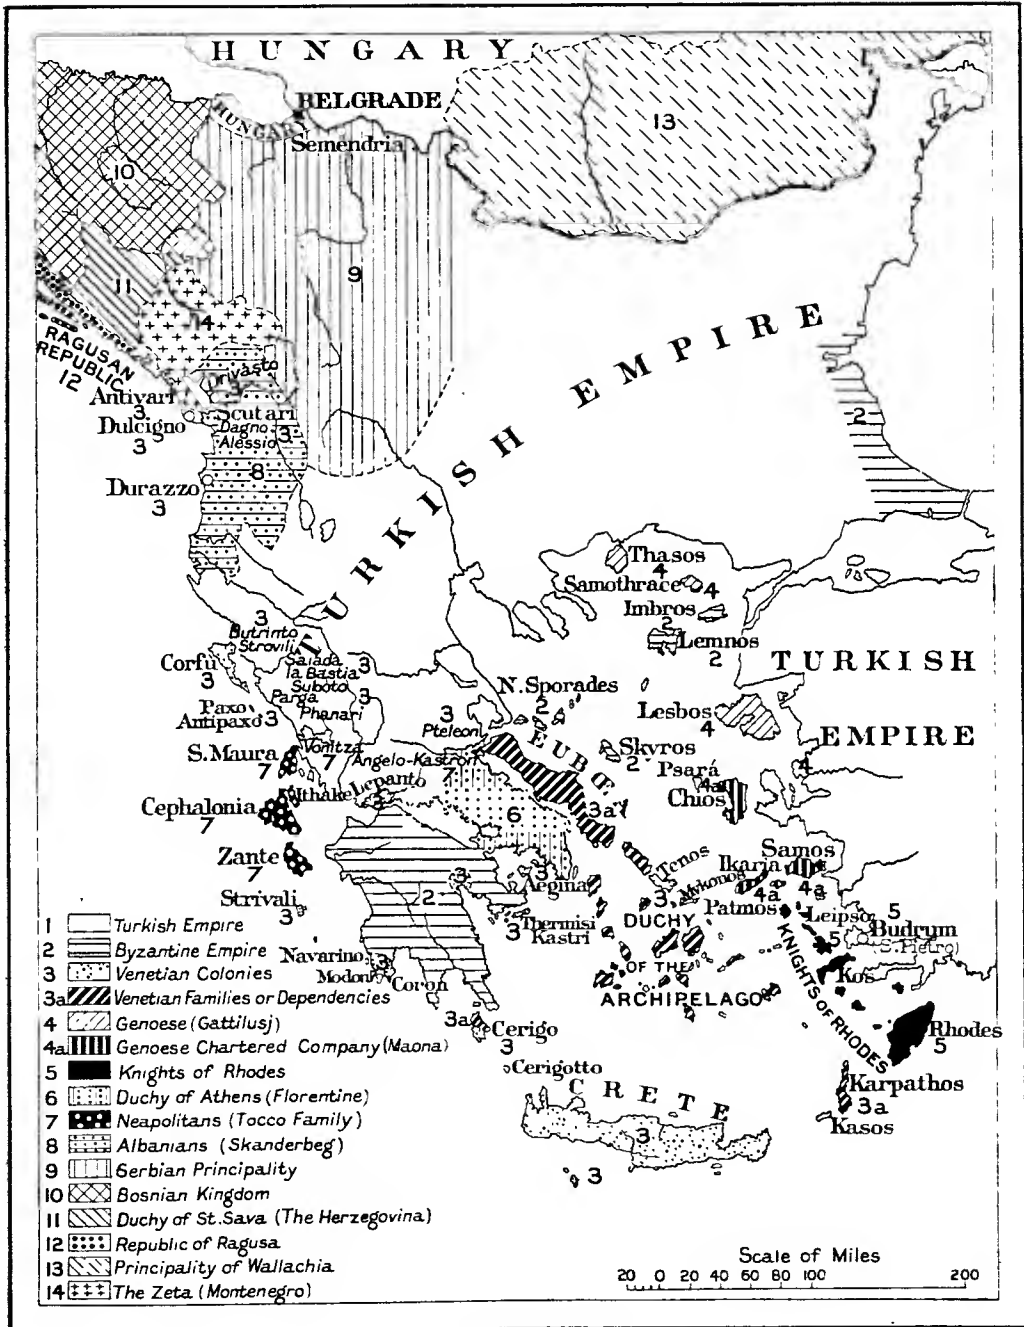 HUNGARY
BELGRADE
HUNGARY
Semendria
13
10
9
11
14
RAGUSAN
REPUBLIC
12
Drivasto
3
Antivari
3
Dulcigno
3
Scutari
Dagno
Alessio
3
8
Durazzo
3
2
TURKISH EMPIRE
Thasos
4
Samothrace
4
Imbros
2
Lemnos
2
3
Butrinto
Strovili
Corfu
3
Saiada
la Bastia
3
Suboto
Parga
3
Phanari
Paxo
Antipaxo
3
TURKISH
EMPIRE
N. Sporades
2
3
Pteleon
Lesbos
4
Skyros
2
EUBŒA
3a
S. Maura
7
Vonitza
7
Angelo-Kastron
7
Psará
4a
Chios
4
Ithake
Lepanto
3
Cephalonia
7
6
Zante
7
Samos
4a
Ikaria
4a
Tenos
Mykonos
3
Aegina
3
3
2
Strivali
3
Thermisi
Kastri
3
DUCHY
OF THE
ARCHIPELAGO
Patmos
Leipso
5
5
Budrum
(S. Pietro)
Kos
KNIGHTS OF RHODES
Rhodes
5
Navarino
3
Modon
Coron
3a
Cerigo
3
Cerigotto
Karpathos
3a
Kasos
CRETE
3
3
1 Turkish Empire
2 Byzantine Empire
3 Venetian Colonies
3a Venetian Families or Dependencies
4 Genoese (Gattilusj)
4a Genoese Chartered Company (Maona)
5 Knights of Rhodes
6 Duchy of Athens (Florentine)
7 Neapolitans (Tocco Family)
8 Albanians (Skanderbeg)
9 Serbian Principality
10 Bosnian Kingdom
11 Duchy of St. Sava (The Herzegovina)
12 Republic of Ragusa
13 Principality of Wallachia
14 The Zeta (Montenegro)
Scale of Miles
20 0 20 40 60 80 100 200